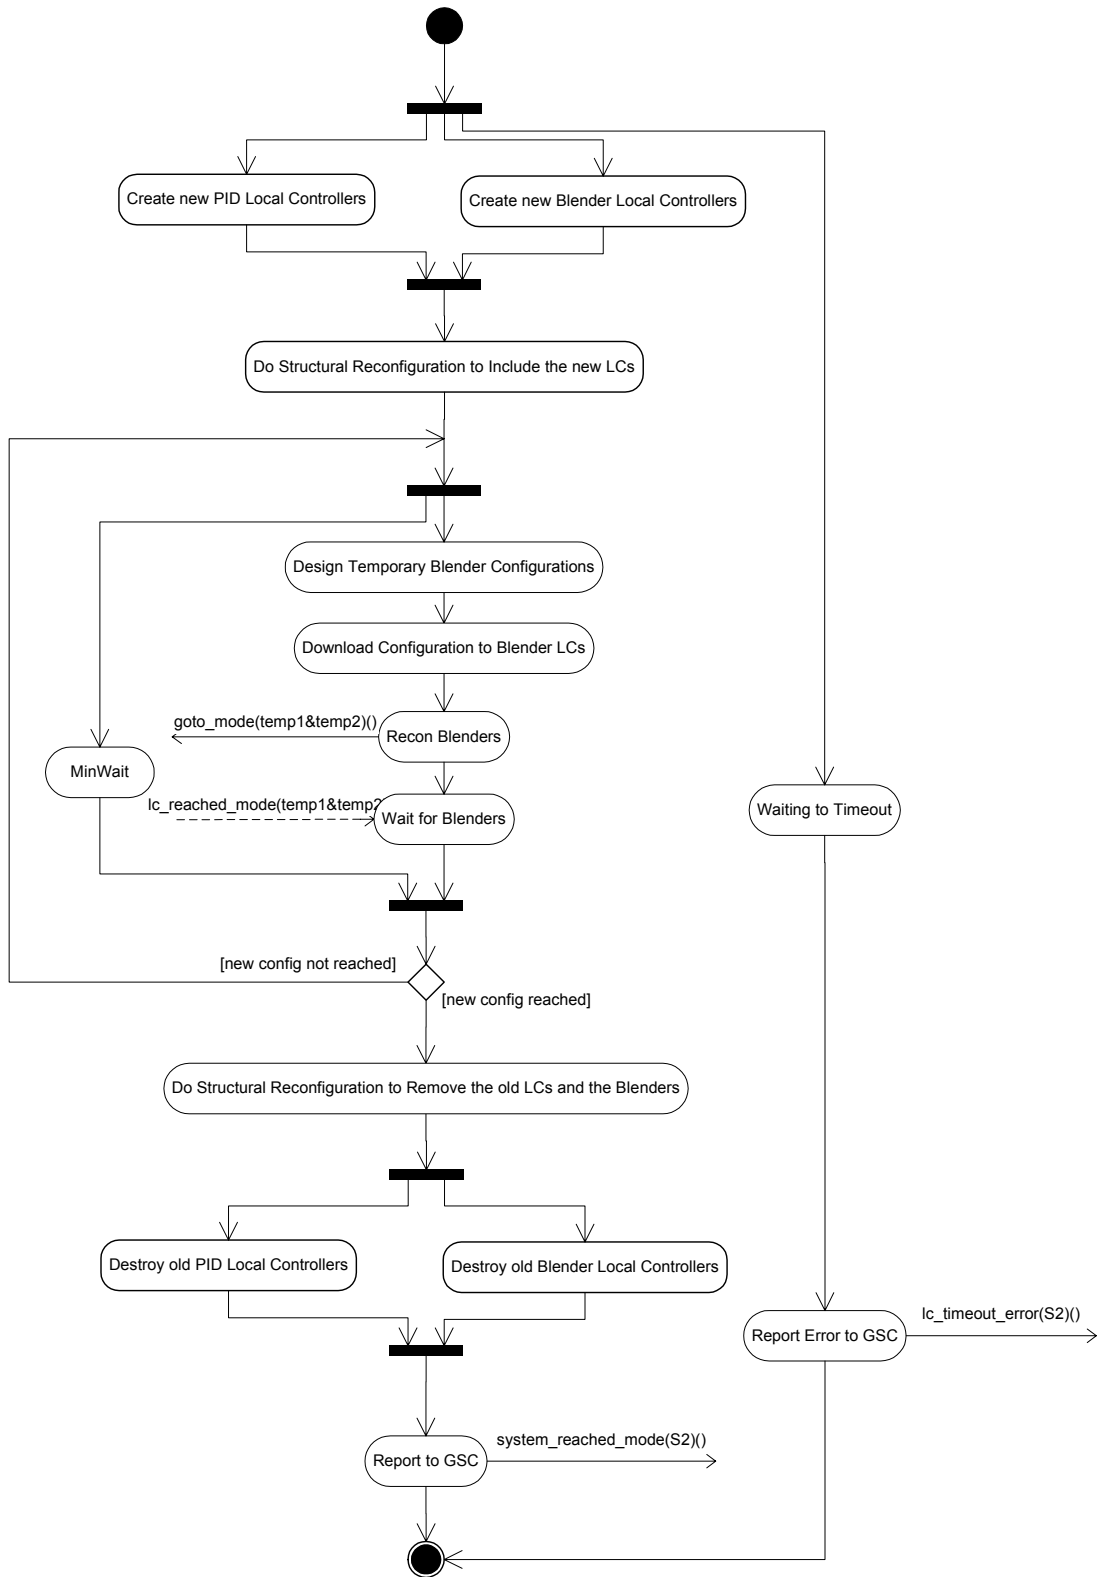 Create new PID Local Controllers
Create new Blender Local Controllers
Do Structural Reconfiguration to Include the new LCs
Design Temporary Blender Configurations
Download Configuration to Blender LCs
goto_mode(temp1&temp2)()
Recon Blenders
MinWait
lc_reached_mode(temp1&temp2
Wait for Blenders
Waiting to Timeout
[new config not reached]
[new config reached]
Do Structural Reconfiguration to Remove the old LCs and the Blenders
Destroy old PID Local Controllers
Destroy old Blender Local Controllers
lc_timeout_error(S2)()
Report Error to GSC
system_reached_mode(S2)()
Report to GSC